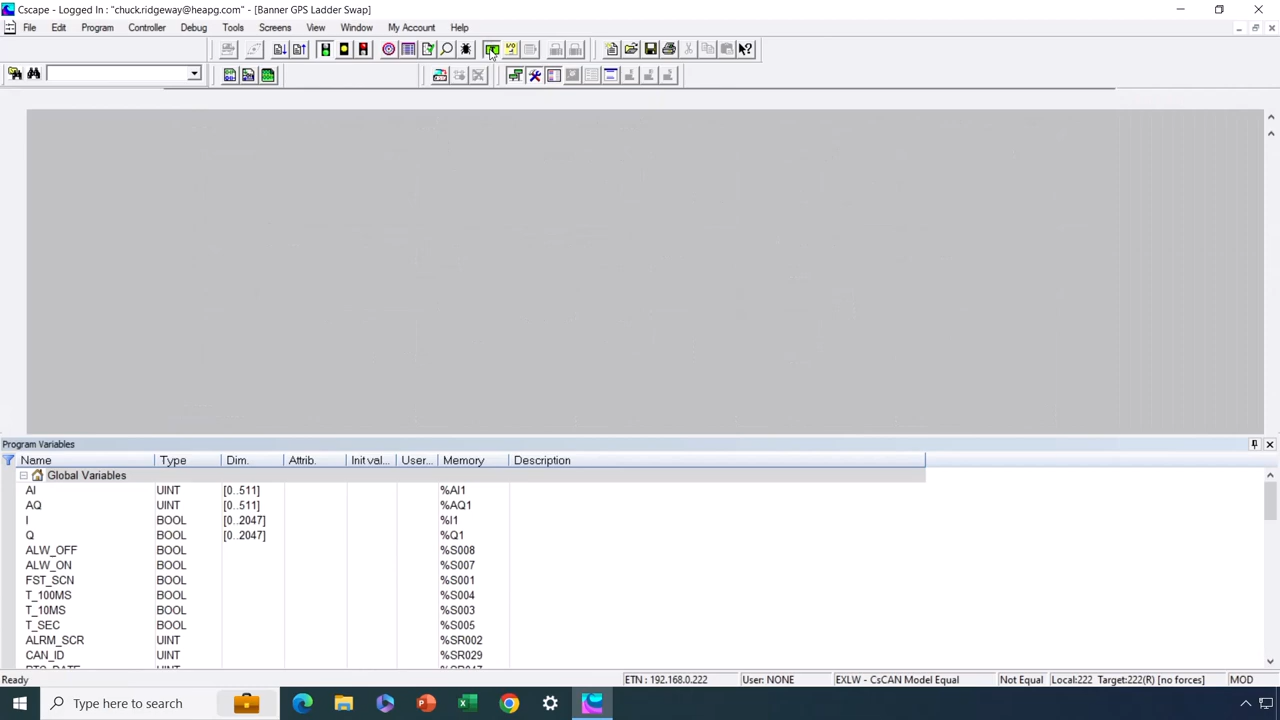 Cscape - Logged In : "chuck.ridgeway@heapg.com" - [Banner GPS Ladder Swap]
File Edit Program Controller Debug Tools Screens View Window My Account Help
Program Variables
Name Type Dim. Attrib. Init val... User... Memory Description
Global Variables
AI UINT [0..511] %AI1
AQ UINT [0..511] %AQ1
I BOOL [0..2047] %I1
Q BOOL [0..2047] %Q1
ALW_OFF BOOL %S008
ALW_ON BOOL %S007
FST_SCN BOOL %S001
T_100MS BOOL %S004
T_10MS BOOL %S003
T_SEC BOOL %S005
ALRM_SCR UINT %SR002
CAN_ID UINT %SR029
Ready ETN : 192.168.0.222 User: NONE EXLW - CsCAN Model Equal Not Equal Local:222 Target:222(R) [no forces] MOD
Type here to search